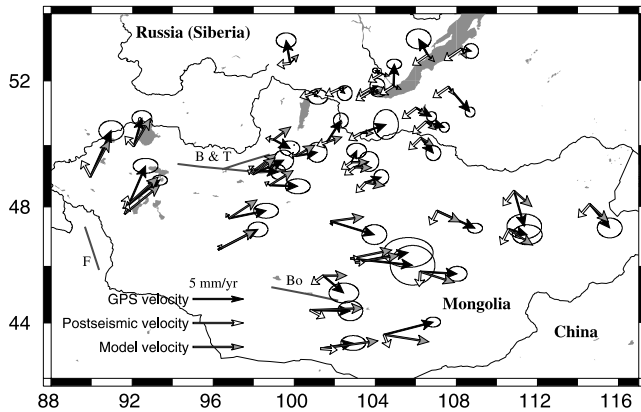 Russia (Siberia)
52
B & T
48
F
5 mm/yr
Bo
GPS velocity
Mongolia
Postseismic velocity
China
44
Model velocity
88 92 96 100 104 108 112 116